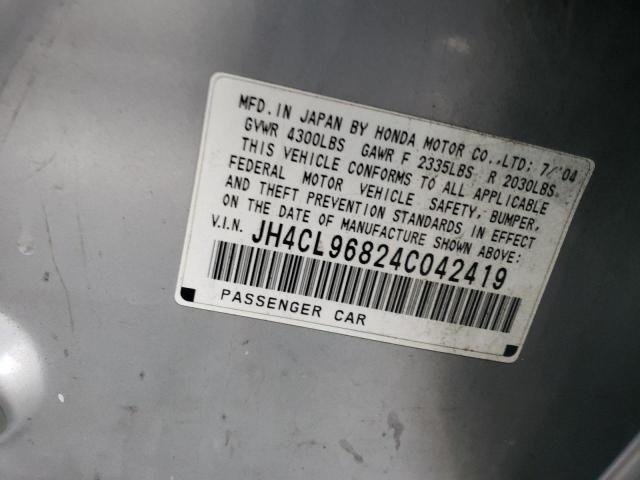 MFD. IN JAPAN BY HONDA MOTOR CO., LTD; 7/'04
GVWR 4300LBS GAWR F 2335LBS R 2030LBS
THIS VEHICLE CONFORMS TO ALL APPLICABLE
FEDERAL MOTOR VEHICLE SAFETY, BUMPER,
AND THEFT PREVENTION STANDARDS IN EFFECT
ON THE DATE OF MANUFACTURE SHOWN ABOVE:
V.I.N. JH4CL96824C042419
PASSENGER CAR